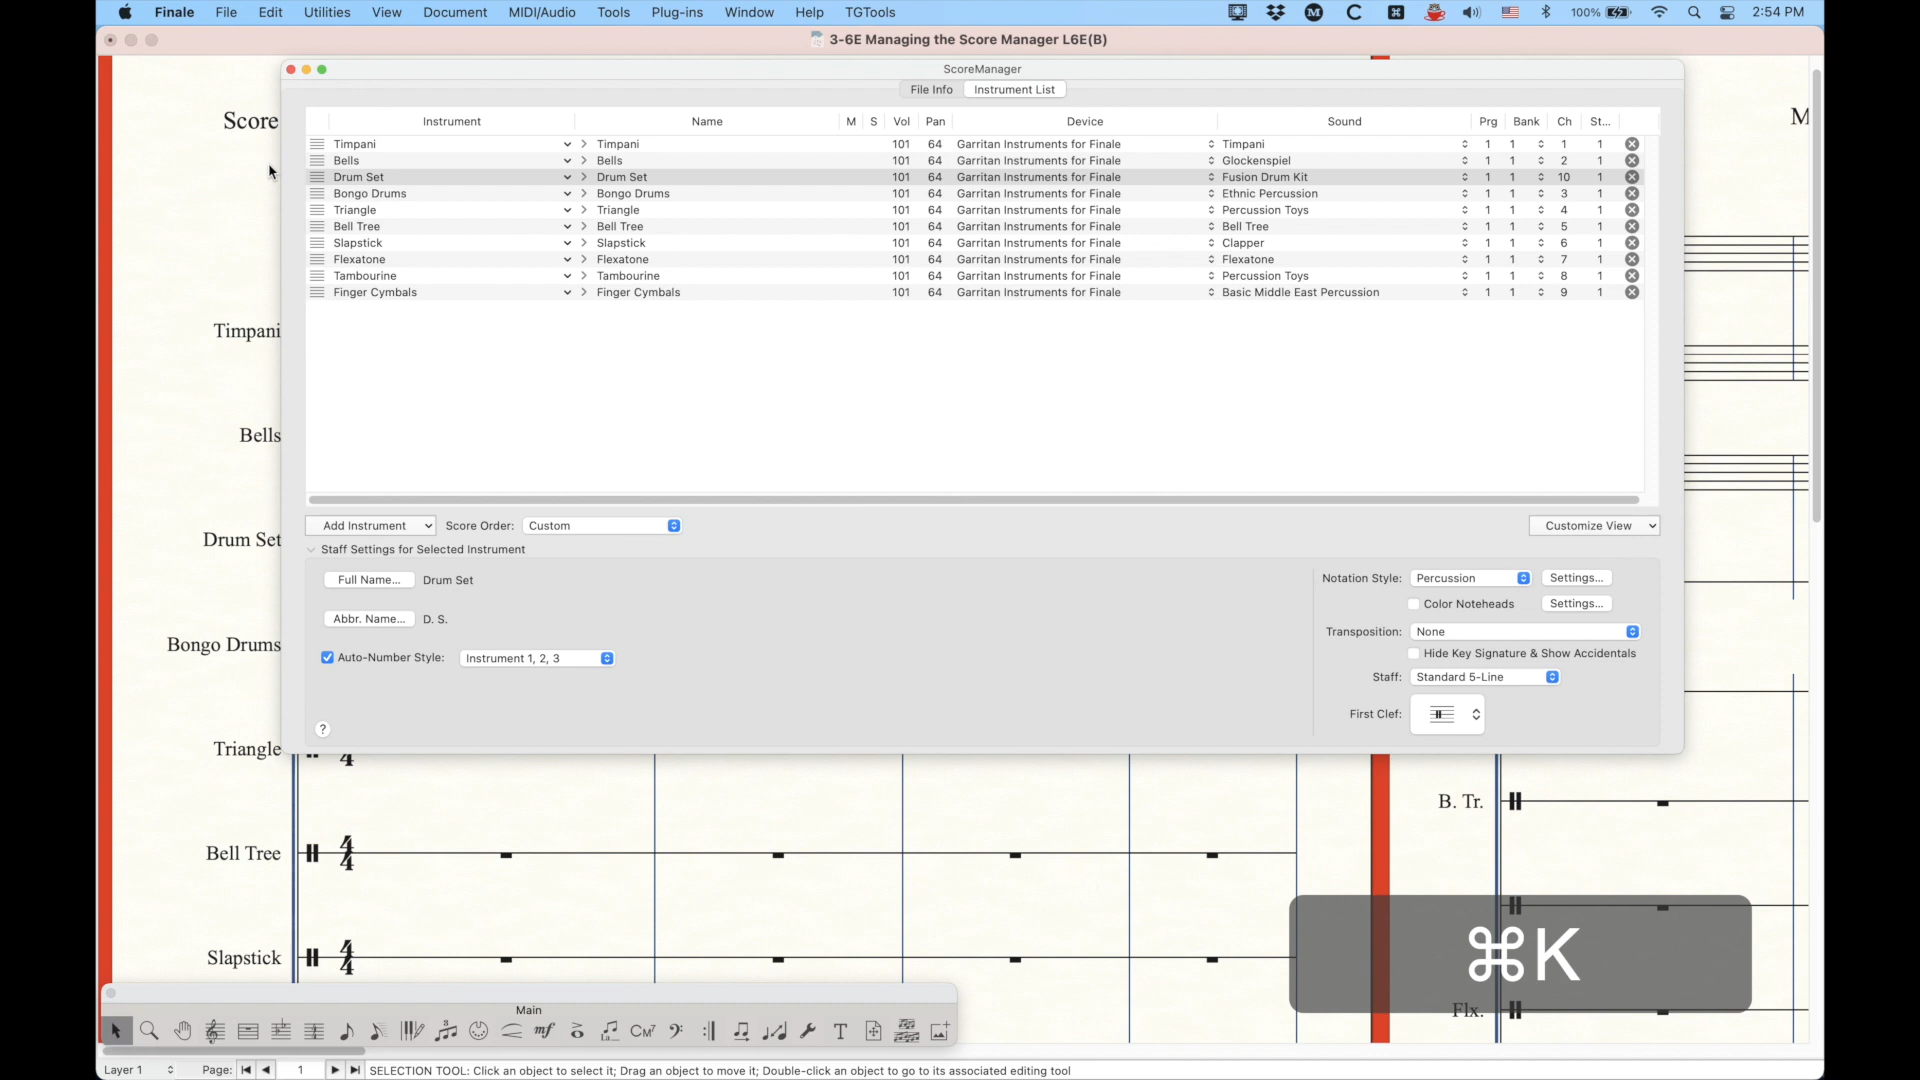 Finale File Edit Utilities View Document MIDI/Audio Tools Plug-ins Window Help TGTools 100% 2:54 PM
3-6E Managing the Score Manager L6E(B)
ScoreManager
File Info Instrument List
Instrument Name M S Vol Pan Device Sound Prg Bank Ch St...
Timpani Timpani 101 64 Garritan Instruments for Finale Timpani 1 1 1 1
Bells Bells 101 64 Garritan Instruments for Finale Glockenspiel 1 1 2 1
Drum Set Drum Set 101 64 Garritan Instruments for Finale Fusion Drum Kit 1 1 10 1
Bongo Drums Bongo Drums 101 64 Garritan Instruments for Finale Ethnic Percussion 1 1 3 1
Triangle Triangle 101 64 Garritan Instruments for Finale Percussion Toys 1 1 4 1
Bell Tree Bell Tree 101 64 Garritan Instruments for Finale Bell Tree 1 1 5 1
Slapstick Slapstick 101 64 Garritan Instruments for Finale Clapper 1 1 6 1
Flexatone Flexatone 101 64 Garritan Instruments for Finale Flexatone 1 1 7 1
Tambourine Tambourine 101 64 Garritan Instruments for Finale Percussion Toys 1 1 8 1
Finger Cymbals Finger Cymbals 101 64 Garritan Instruments for Finale Basic Middle East Percussion 1 1 9 1
Add Instrument Score Order: Custom Customize View
Staff Settings for Selected Instrument
Full Name... Drum Set
Abbr. Name... D. S.
Auto-Number Style: Instrument 1, 2, 3
Notation Style: Percussion Settings...
Color Noteheads Settings...
Transposition: None
Hide Key Signature & Show Accidentals
Staff: Standard 5-Line
First Clef:
?
Score
M
Timpani
Bells
Drum Set
Bongo Drums
Triangle
4
Bell Tree
4
4
Slapstick
4
4
B. Tr.
Flx.
⌘K
Main
mf CM7 T
Layer 1 Page: 1 SELECTION TOOL: Click an object to select it; Drag an object to move it; Double-click an object to go to its associated editing tool